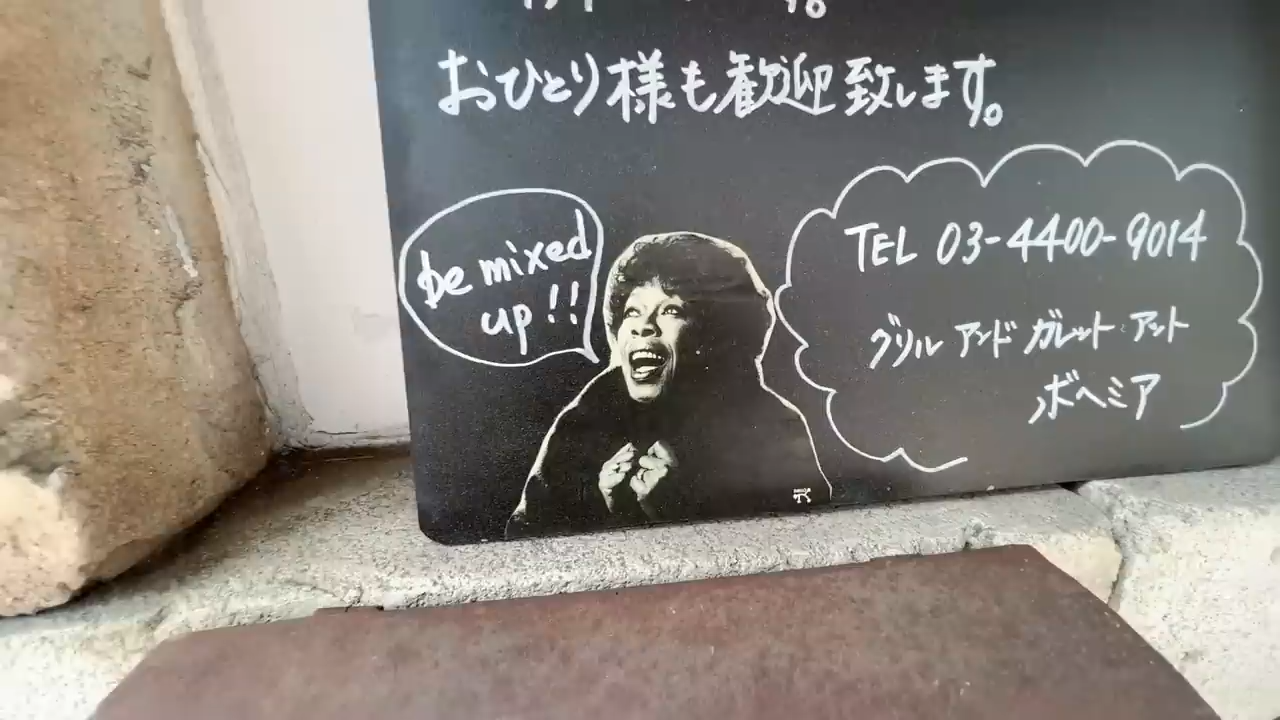 おひとり様も歓迎致します。
be mixed
up!!
TEL 03-4400-9014
グリル アンド ガレット アット
ボヘミア